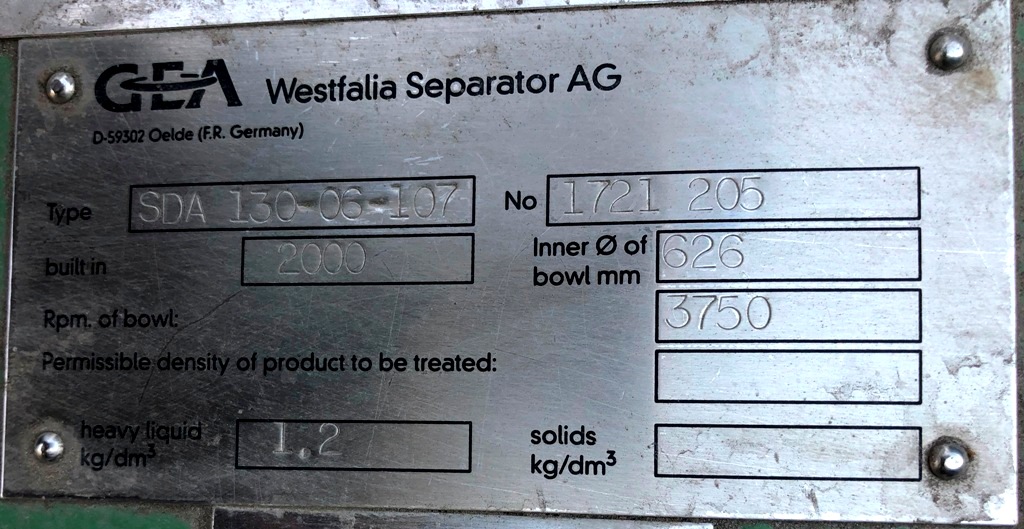 GEA Westfalia Separator AG
D-59302 Oelde (F.R. Germany)
Type SDA 130-06-107 No 1721 205
built in 2000 Inner Ø of bowl mm 626
Rpm. of bowl: 3750
Permissible density of product to be treated:
heavy liquid kg/dm³ 1,2 solids kg/dm³